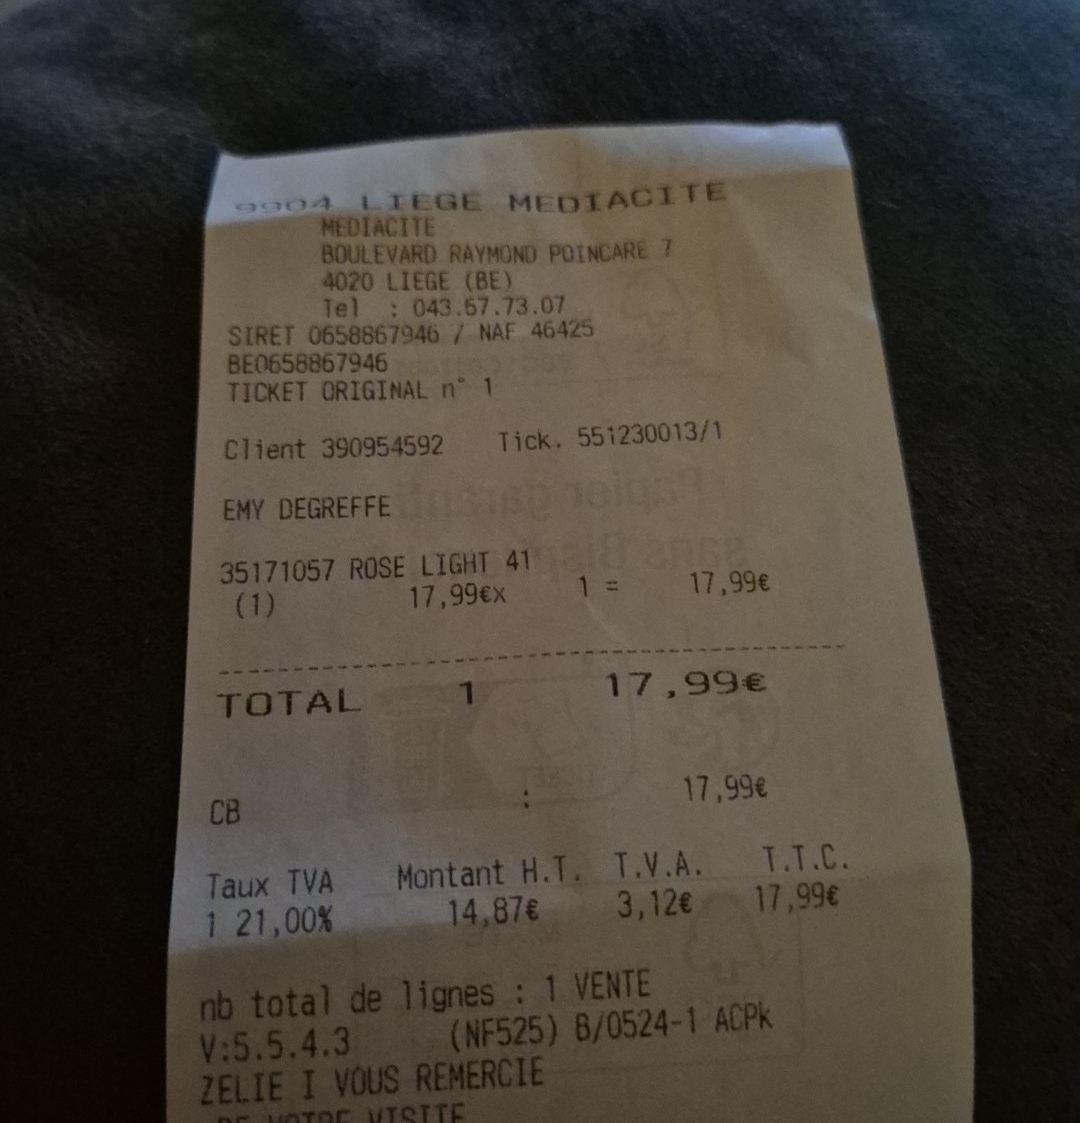 9904 LIEGE MEDIACITE
MEDIACITE
BOULEVARD RAYMOND POINCARE 7
4020 LIEGE (BE)
Tel : 043.67.73.07
SIRET 0658867946 / NAF 46425
BE0658867946
TICKET ORIGINAL n° 1
Client 390954592 Tick. 551230013/1
EMY DEGREFFE
35171057 ROSE LIGHT 41
(1) 17,99€x 1 = 17,99€
TOTAL 1 17,99€
CB : 17,99€
Taux TVA Montant H.T. T.V.A. T.T.C.
1 21,00% 14,87€ 3,12€ 17,99€
nb total de lignes : 1 VENTE
V:5.5.4.3 (NF525) B/0524-1 ACPk
ZELIE I VOUS REMERCIE
DE VOTRE VISITE